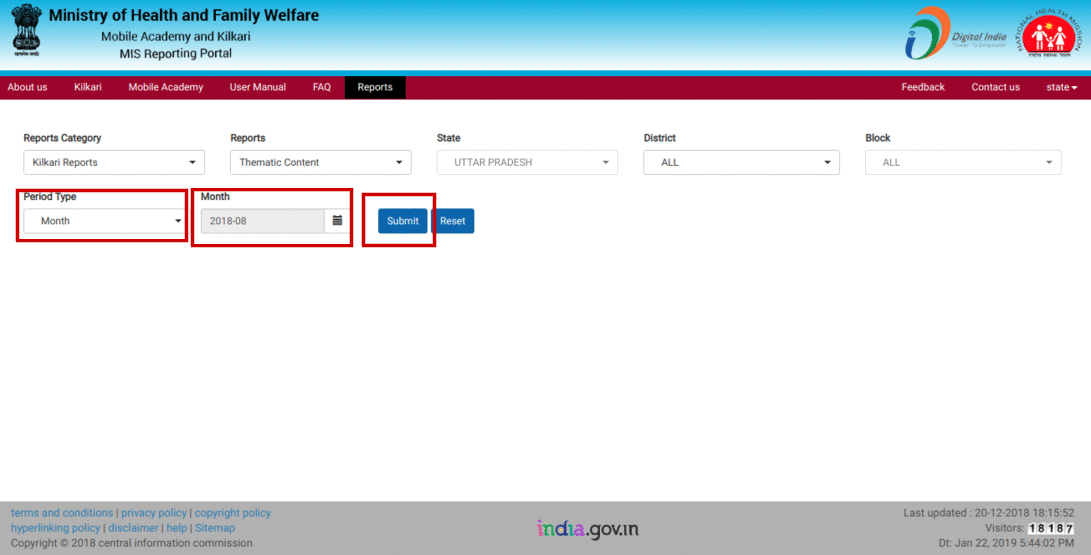 Ministry of Health and Family Welfare
Mobile Academy and Kilkari
MIS Reporting Portal
सत्यमेव जयते
Digital India
Power To Empower
NATIONAL HEALTH MISSION
राष्ट्रीय स्वास्थ्य मिशन
About us Kilkari Mobile Academy User Manual FAQ Reports Feedback Contact us state
Reports Category Reports State District Block
Kilkari Reports Thematic Content UTTAR PRADESH ALL ALL
Period Type Month
Month 2018-08 Submit Reset
terms and conditions | privacy policy | copyright policy
hyperlinking policy | disclaimer | help | Sitemap
Copyright © 2018 central information commission
india.gov.in
Last updated : 20-12-2018 18:15:52
Visitors: 18187
Dt: Jan 22, 2019 5:44:02 PM